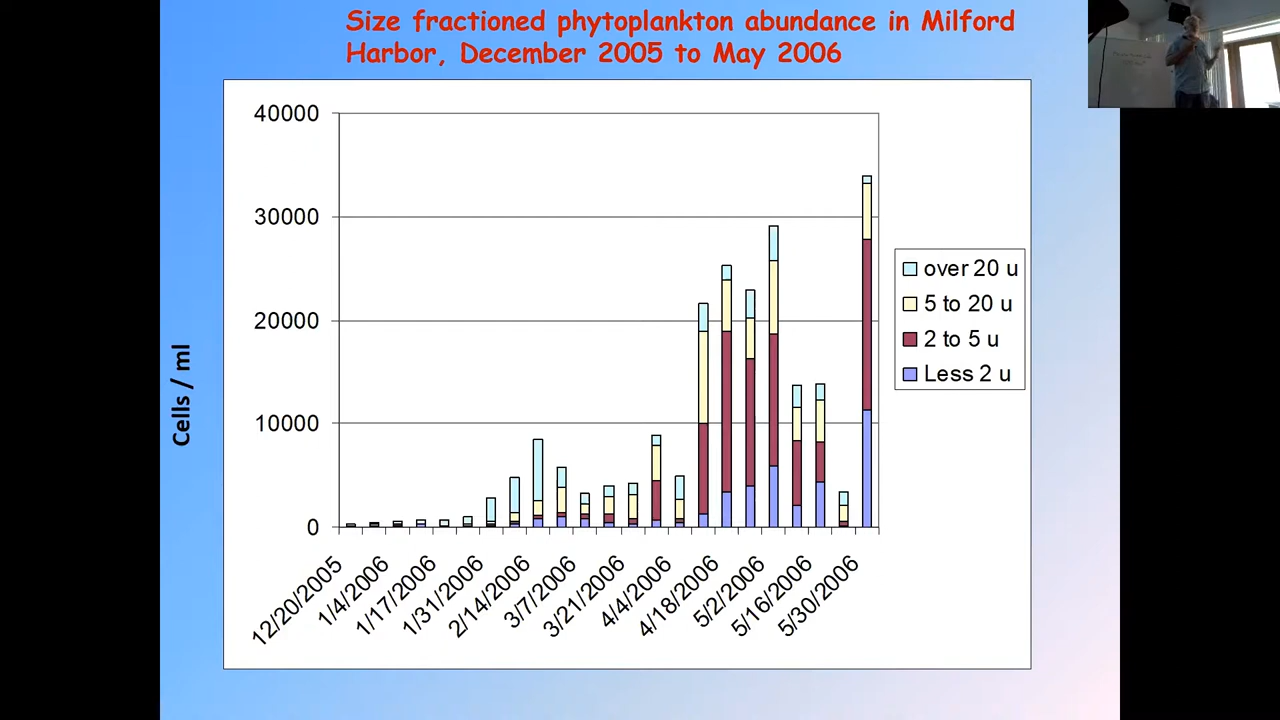 Size fractioned phytoplankton abundance in Milford
Harbor, December 2005 to May 2006
Cells / ml
40000
30000
20000
10000
0
12/20/2005
1/4/2006
1/17/2006
1/31/2006
2/14/2006
3/7/2006
3/21/2006
4/4/2006
4/18/2006
5/2/2006
5/16/2006
5/30/2006
over 20 u
5 to 20 u
2 to 5 u
Less 2 u